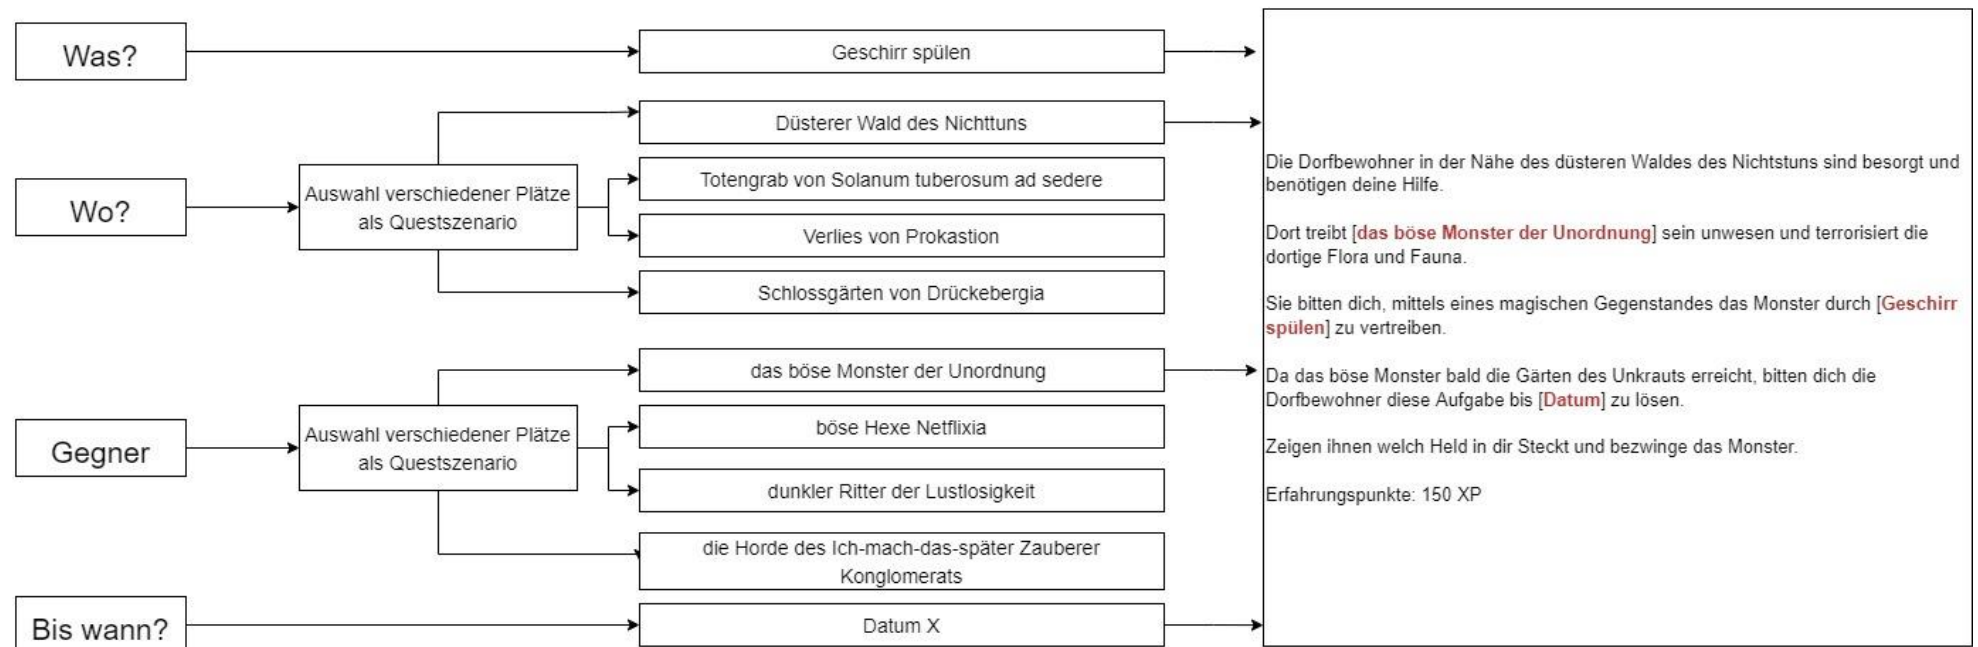 Was?
Geschirr spülen
Düsterer Wald des Nichttuns
Wo?
Auswahl verschiedener Plätze
als Questszenario
Totengrab von Solanum tuberosum ad sedere
Verlies von Prokastion
Schlossgärten von Drückebergia
Gegner
Auswahl verschiedener Plätze
als Questszenario
das böse Monster der Unordnung
böse Hexe Netflixia
dunkler Ritter der Lustlosigkeit
die Horde des Ich-mach-das-später Zauberer
Konglomerats
Bis wann?
Datum X
Die Dorfbewohner in der Nähe des düsteren Waldes des Nichtstuns sind besorgt und
benötigen deine Hilfe.
Dort treibt [das böse Monster der Unordnung] sein unwesen und terrorisiert die
dortige Flora und Fauna.
Sie bitten dich, mittels eines magischen Gegenstandes das Monster durch [Geschirr
spülen] zu vertreiben.
Da das böse Monster bald die Gärten des Unkrauts erreicht, bitten dich die
Dorfbewohner diese Aufgabe bis [Datum] zu lösen.
Zeigen ihnen welch Held in dir Steckt und bezwinge das Monster.
Erfahrungspunkte: 150 XP